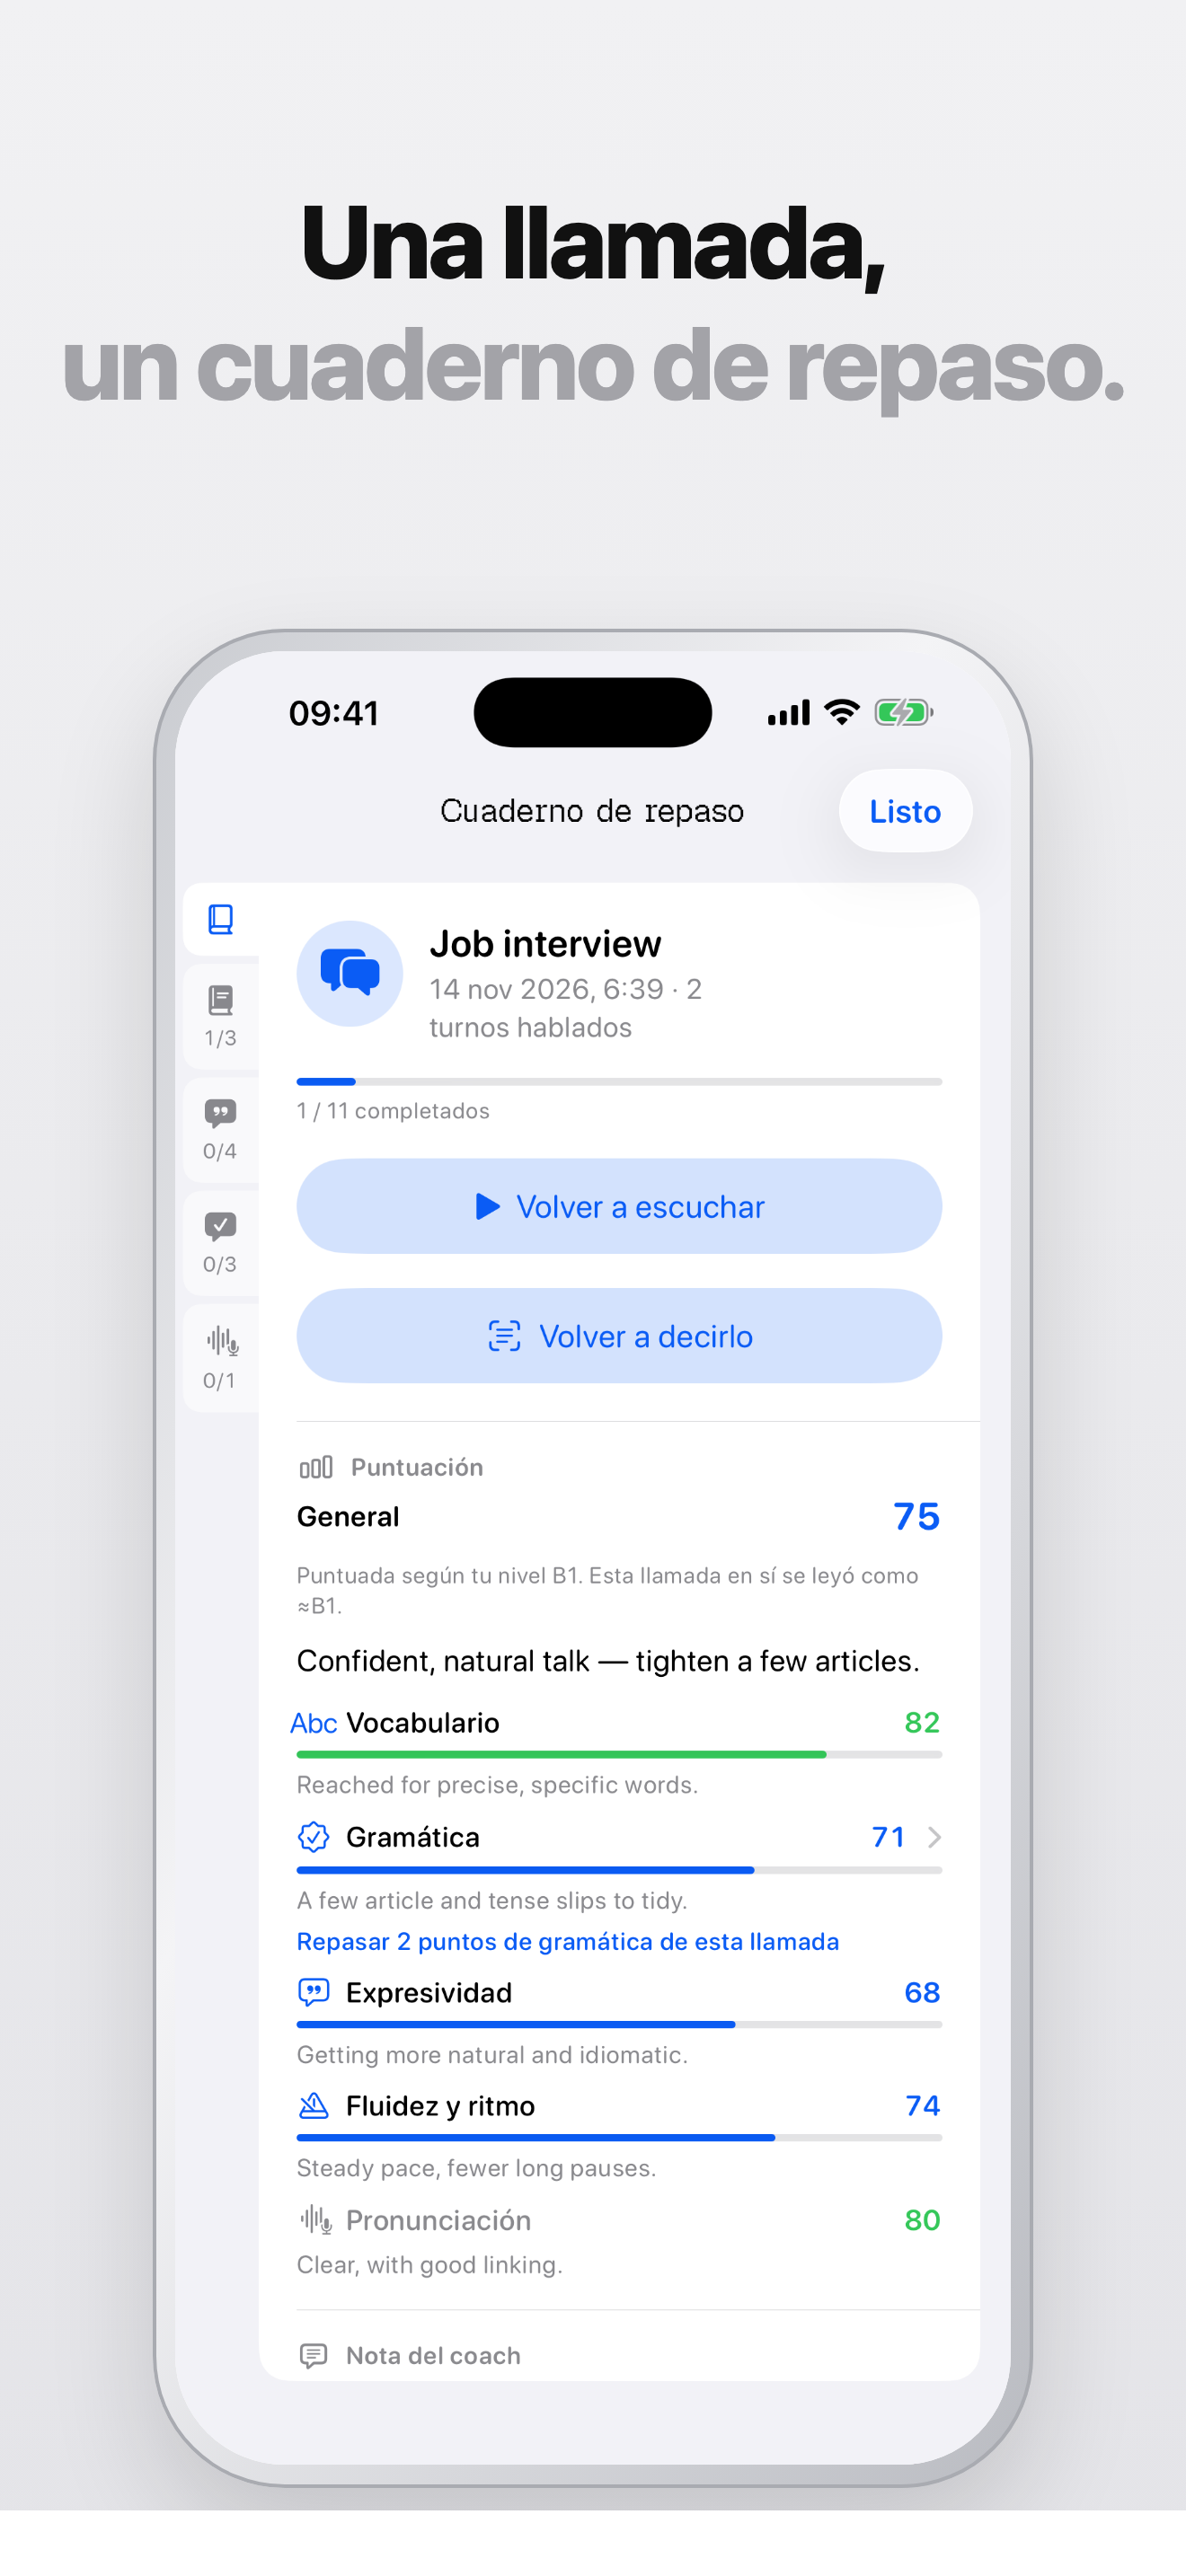 Una llamada,
un cuaderno de repaso.
09:41
Cuaderno de repaso
Listo
Job interview
14 nov 2026, 6:39 · 2
turnos hablados
1/3
0/4
0/3
0/1
1 / 11 completados
Volver a escuchar
Volver a decirlo
Puntuación
General
75
Puntuada según tu nivel B1. Esta llamada en sí se leyó como
≈B1.
Confident, natural talk — tighten a few articles.
Abc Vocabulario
82
Reached for precise, specific words.
Gramática
71
A few article and tense slips to tidy.
Repasar 2 puntos de gramática de esta llamada
Expresividad
68
Getting more natural and idiomatic.
Fluidez y ritmo
74
Steady pace, fewer long pauses.
Pronunciación
80
Clear, with good linking.
Nota del coach